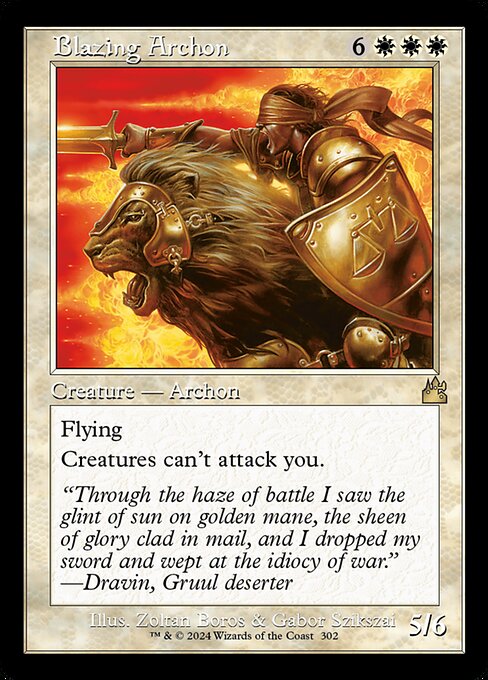 Blazing Archon 6
Creature — Archon
Flying
Creatures can't attack you.
“Through the haze of battle I saw the
glint of sun on golden mane, the sheen
of glory clad in mail, and I dropped my
sword and wept at the idiocy of war.”
—Dravin, Gruul deserter
Illus. Zoltan Boros & Gabor Szikszai
5/6
™ & © 2024 Wizards of the Coast 302